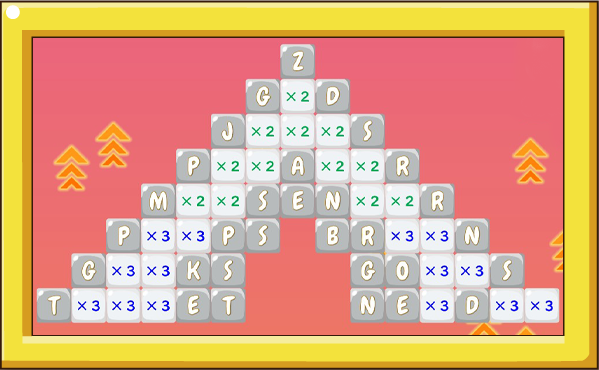 Z
G ×2 D
J ×2 ×2 ×2 S
P ×2 ×2 A ×2 ×2 R
M ×2 ×2 S E N ×2 ×2 R
P ×3 ×3 P S B R ×3 ×3 N
G ×3 ×3 K S G O ×3 ×3 S
T ×3 ×3 ×3 E T N E ×3 D ×3 ×3